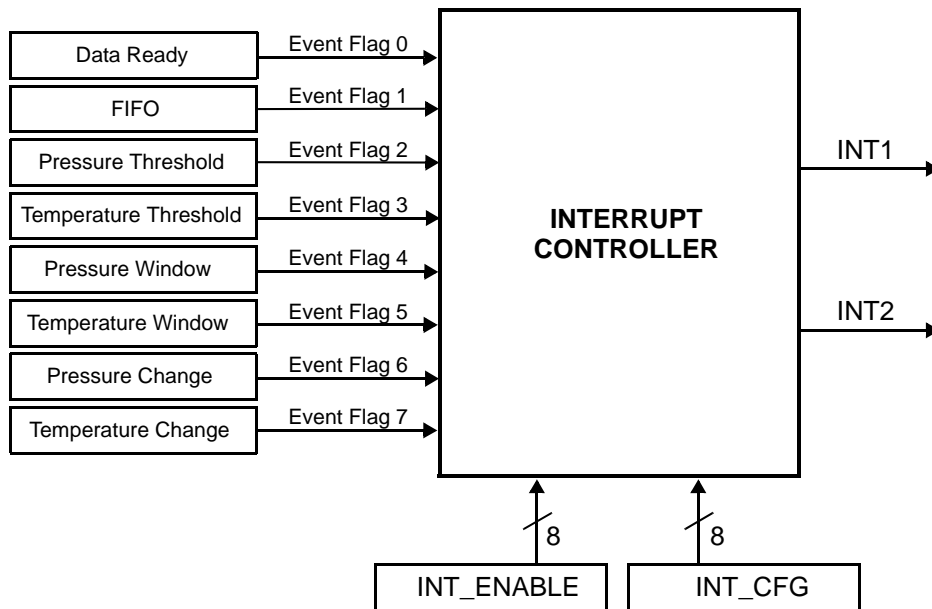 Data Ready
Event Flag 0
FIFO
Event Flag 1
Pressure Threshold
Event Flag 2
Temperature Threshold
Event Flag 3
Pressure Window
Event Flag 4
Temperature Window
Event Flag 5
Pressure Change
Event Flag 6
Temperature Change
Event Flag 7
INTERRUPT
CONTROLLER
INT1
INT2
8
8
INT_ENABLE
INT_CFG